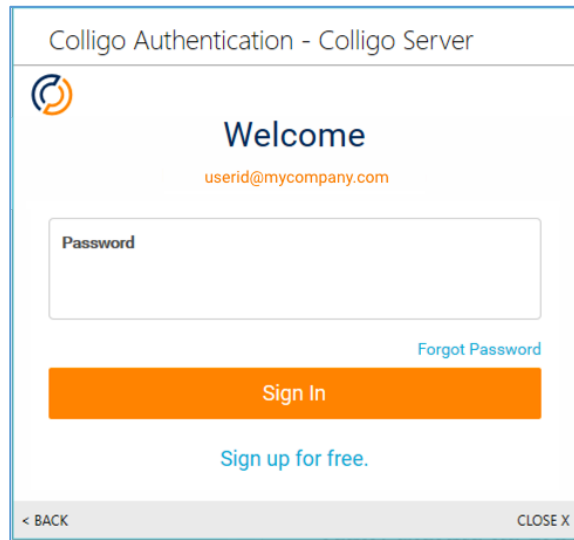 Colligo Authentication - Colligo Server
Welcome
userid@mycompany.com
Password
Forgot Password
Sign In
Sign up for free.
< BACK CLOSE X